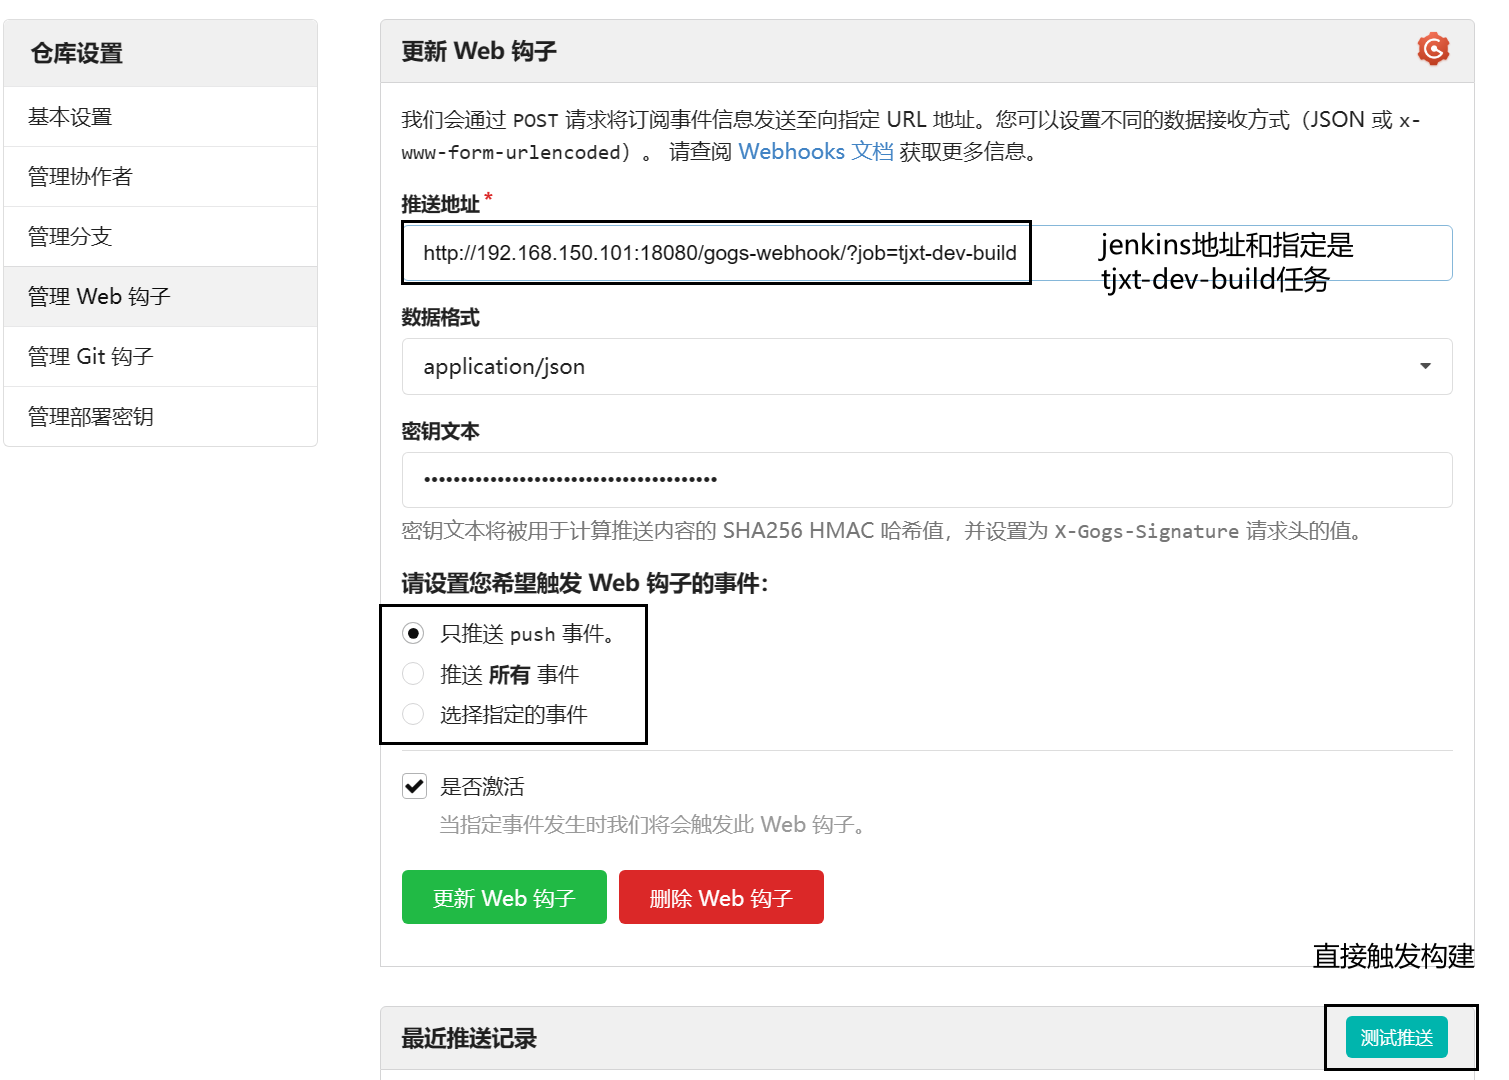 仓库设置
基本设置
管理协作者
管理分支
管理 Web 钩子
管理 Git 钩子
管理部署密钥
更新 Web 钩子
我们会通过 POST 请求将订阅事件信息发送至向指定 URL 地址。您可以设置不同的数据接收方式（JSON 或 x-
www-form-urlencoded）。 请查阅 Webhooks 文档 获取更多信息。
推送地址*
http://192.168.150.101:18080/gogs-webhook/?job=tjxt-dev-build
jenkins地址和指定是
tjxt-dev-build任务
数据格式
application/json
密钥文本
••••••••••••••••••••••••••••••••••••••••
密钥文本将被用于计算推送内容的 SHA256 HMAC 哈希值，并设置为 X-Gogs-Signature 请求头的值。
请设置您希望触发 Web 钩子的事件：
只推送 push 事件。
推送 所有 事件
选择指定的事件
是否激活
当指定事件发生时我们将会触发此 Web 钩子。
更新 Web 钩子
删除 Web 钩子
直接触发构建
最近推送记录
测试推送